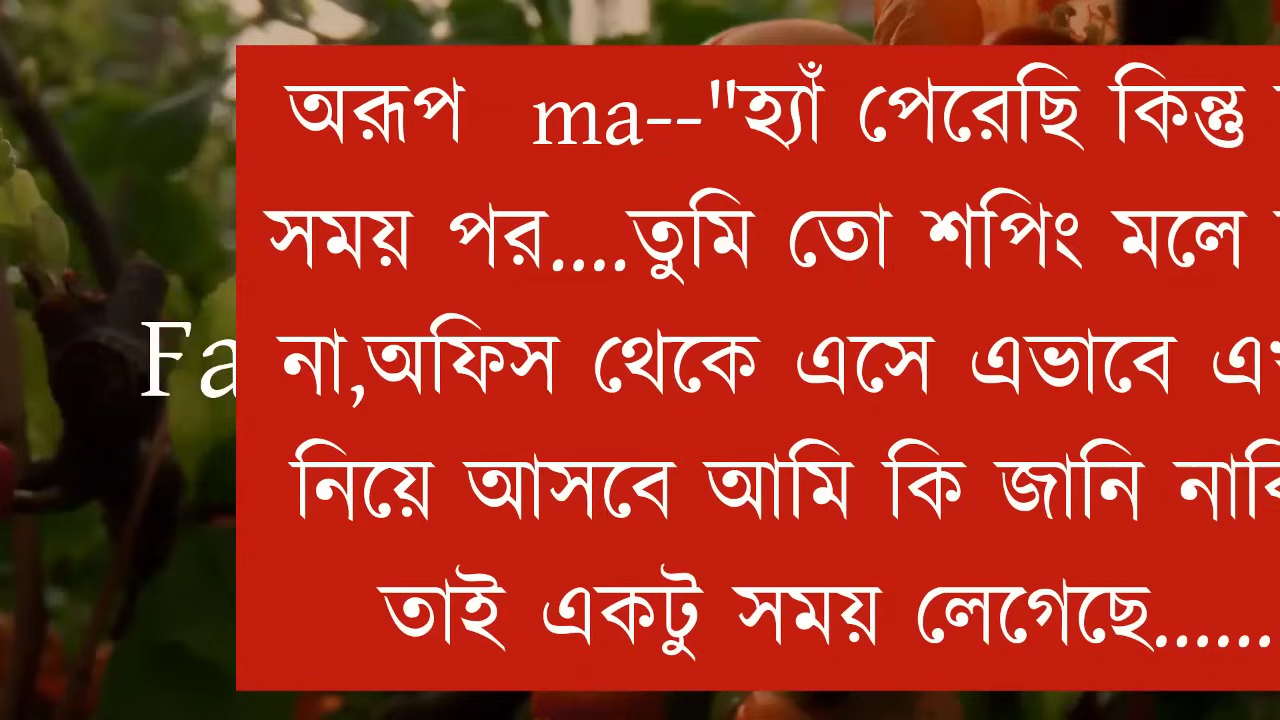 অরূপ ma--"হ্যাঁ পেরেছি কিন্তু
সময় পর....তুমি তো শপিং মলে
Fa
না,অফিস থেকে এসে এভাবে
নিয়ে আসবে আমি কি জানি
তাই একটু সময় লেগেছে......